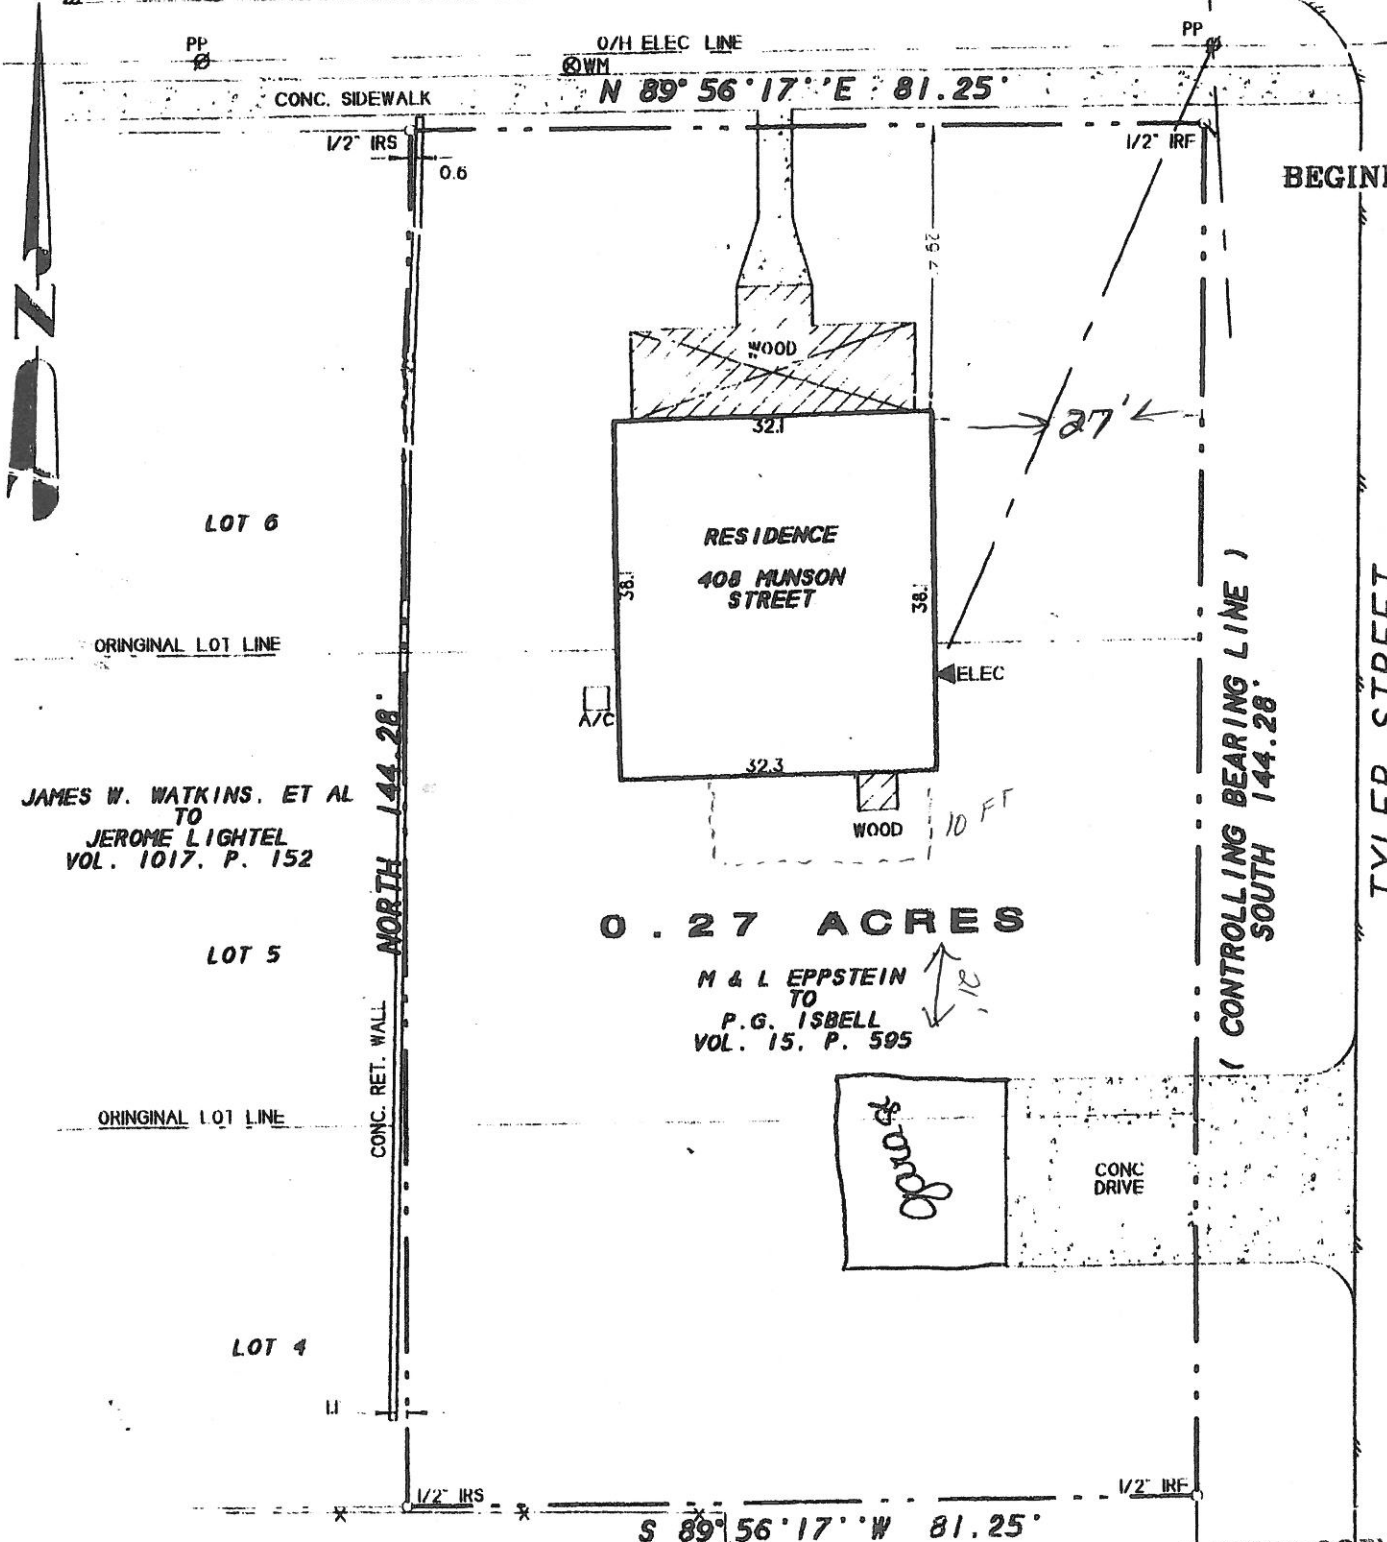 O/H ELEC LINE
PP
PP
WM
N 89°56'17''E 81.25'
CONC. SIDEWALK
1/2" IRS
1/2" IRF
0.6
BEGIN
N
29.7
WOOD
32.1
27'
LOT 6
RESIDENCE
408 MUNSON
STREET
38.1
38.1
ORINGINAL LOT LINE
ELEC
A/C
32.3
WOOD
10 FT
NORTH 144.28'
( CONTROLLING BEARING LINE )
SOUTH 144.28'
TYLER STREET
JAMES W. WATKINS. ET AL
TO
JEROME LIGHTEL
VOL. 1017. P. 152
0.27 ACRES
LOT 5
M & L EPPSTEIN
TO
P.G. ISBELL
VOL. 15. P. 595
CONC. RET. WALL
ORINGINAL LOT LINE
CONC
DRIVE
LOT 4
1.1
1/2" IRS
1/2" IRF
S 89°56'17''W 81.25'